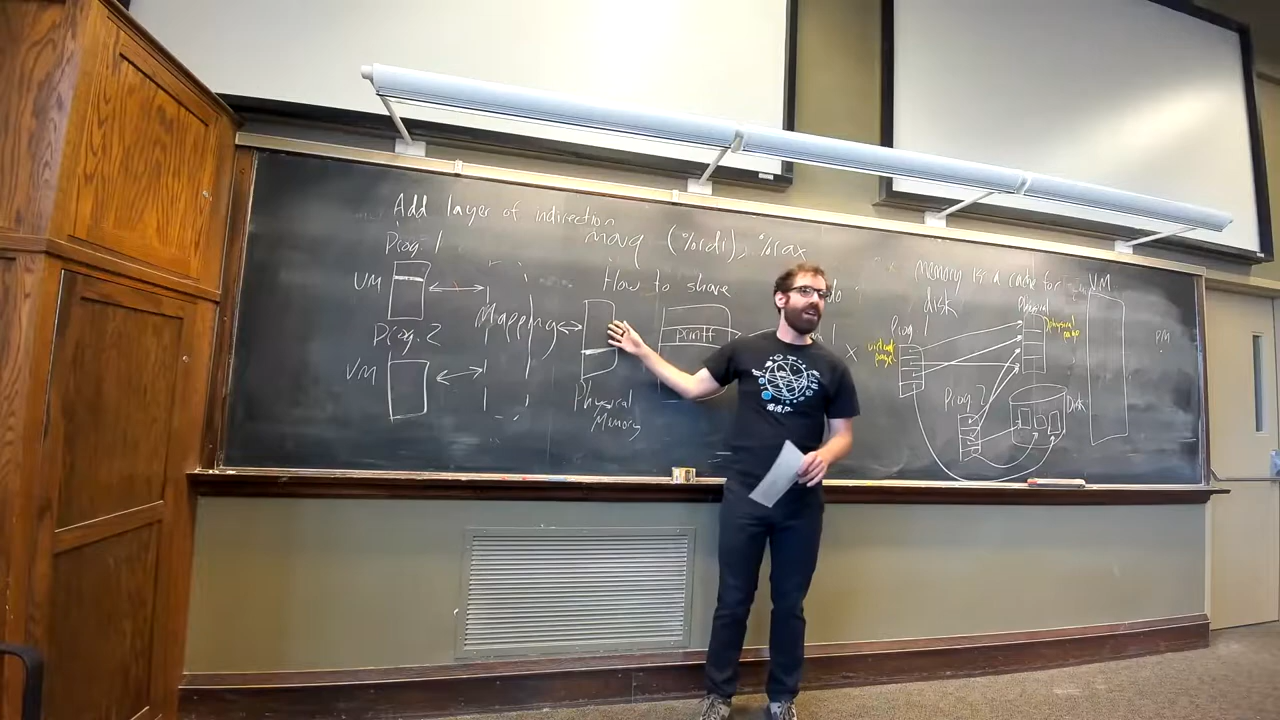 Add layer of indirection
Prog. 1
VM
Prog. 2
VM
Mapping
Physical
Memory
movq (%rdi), %rax
How to share
printf
do?
x
memory is a cache for
disk
VM
Prog 1
virtual
page
Physical
physical
page
Prog. 2
Disk
PM